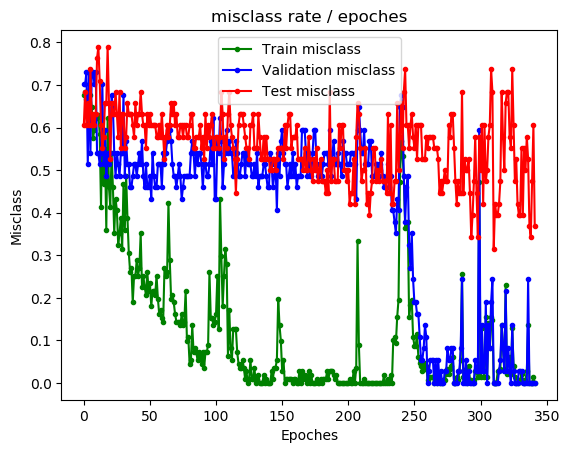 misclass rate / epoches
Train misclass
Validation misclass
Test misclass
Misclass
0.8
0.7
0.6
0.5
0.4
0.3
0.2
0.1
0.0
0 50 100 150 200 250 300 350
Epoches